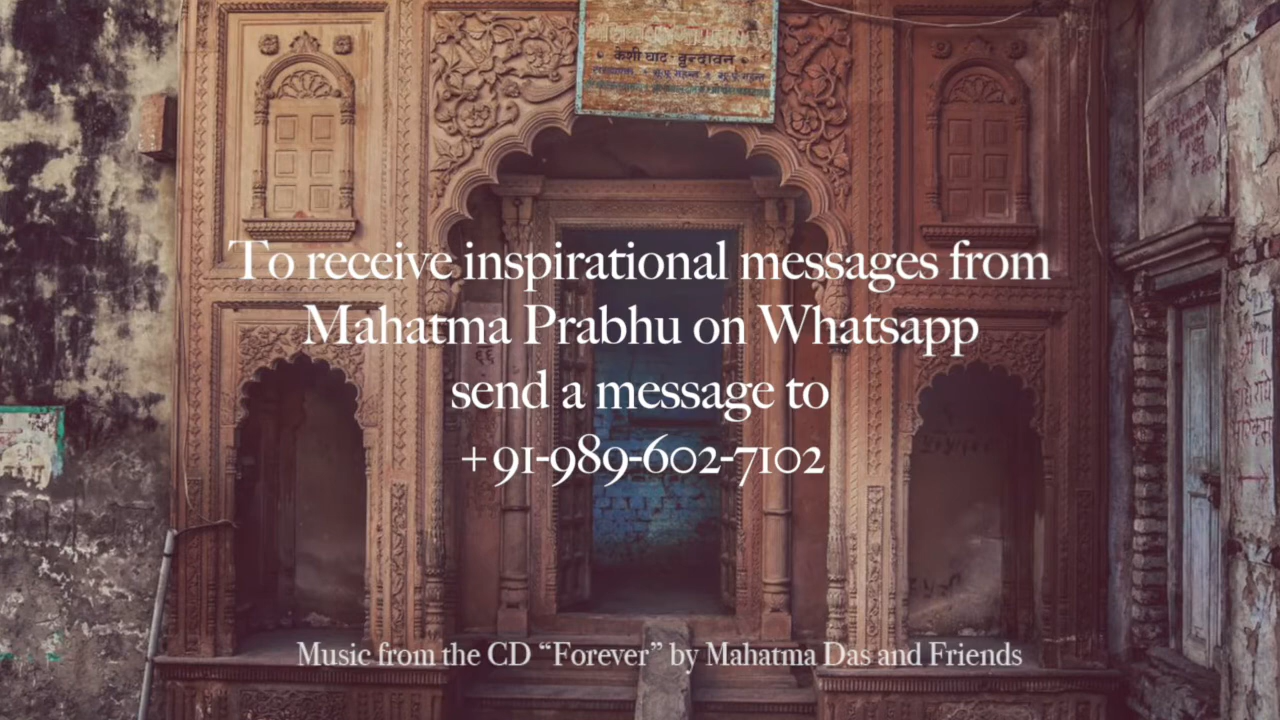 केशी घाट - वृन्दावन
To receive inspirational messages from
Mahatma Prabhu on Whatsapp
send a message to
+91-989-602-7102
Music from the CD “Forever” by Mahatma Das and Friends